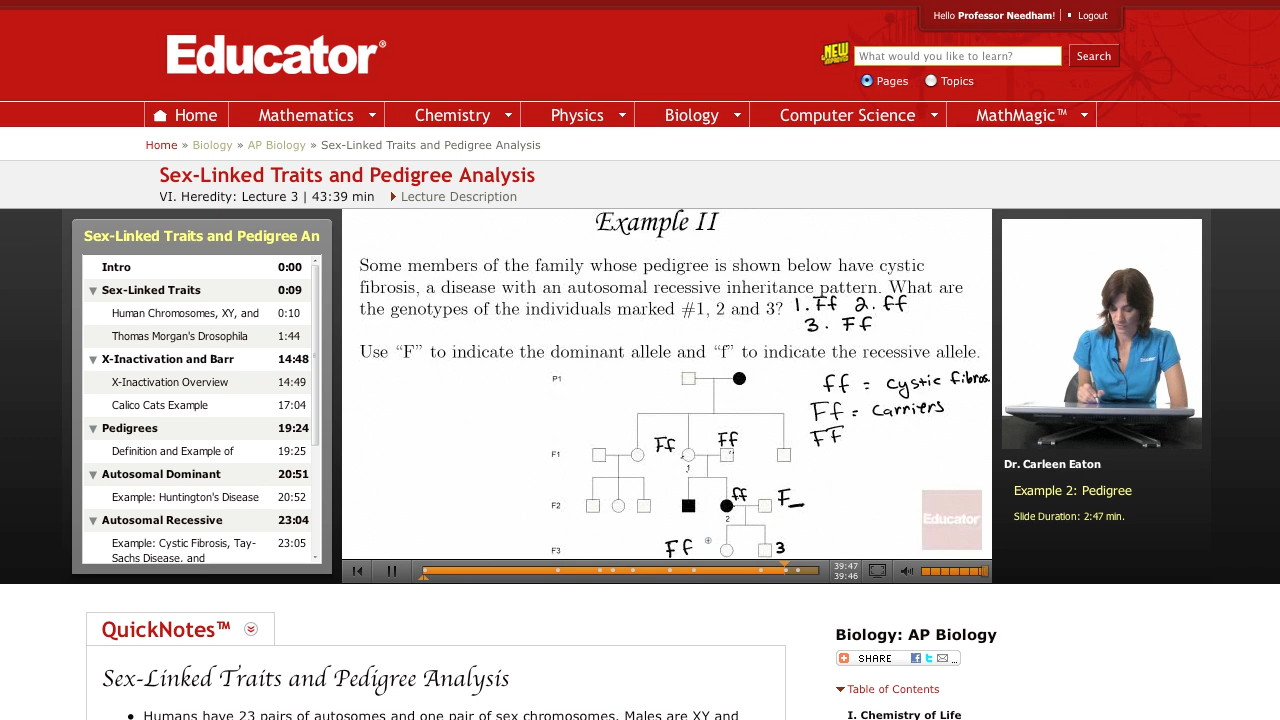 Hello Professor Needham! Logout
Educator®
NEW
IMPROVED
What would you like to learn? Search
Pages Topics
Home Mathematics Chemistry Physics Biology Computer Science MathMagic™
Home » Biology » AP Biology » Sex-Linked Traits and Pedigree Analysis
Sex-Linked Traits and Pedigree Analysis
VI. Heredity: Lecture 3 | 43:39 min Lecture Description
Sex-Linked Traits and Pedigree An
Intro 0:00
Sex-Linked Traits 0:09
Human Chromosomes, XY, and 0:10
Thomas Morgan's Drosophila 1:44
X-Inactivation and Barr 14:48
X-Inactivation Overview 14:49
Calico Cats Example 17:04
Pedigrees 19:24
Definition and Example of 19:25
Autosomal Dominant 20:51
Example: Huntington's Disease 20:52
Autosomal Recessive 23:04
Example: Cystic Fibrosis, Tay- 23:05
Sachs Disease, and
Example II
Some members of the family whose pedigree is shown below have cystic
fibrosis, a disease with an autosomal recessive inheritance pattern. What are
the genotypes of the individuals marked #1, 2 and 3? 1. Ff 2. ff
3. Ff
Use “F” to indicate the dominant allele and “f” to indicate the recessive allele.
P1
ff = cystic fibros.
Ff = carriers
FF
F1 Ff Ff
1
F2 ff F_
2
F3 Ff 3
Educator
39:47
39:46
Educator
Dr. Carleen Eaton
Example 2: Pedigree
Slide Duration: 2:47 min.
QuickNotes™
Sex-Linked Traits and Pedigree Analysis
• Humans have 23 pairs of autosomes and one pair of sex chromosomes. Males are XY and
Biology: AP Biology
SHARE ...
Table of Contents
I. Chemistry of Life